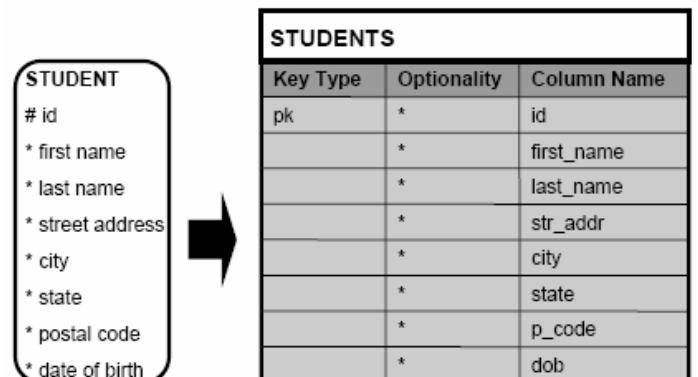 STUDENT
# id
* first name
* last name
* street address
* city
* state
* postal code
* date of birth
STUDENTS
Key Type Optionality Column Name
pk * id
* first_name
* last_name
* str_addr
* city
* state
* p_code
* dob